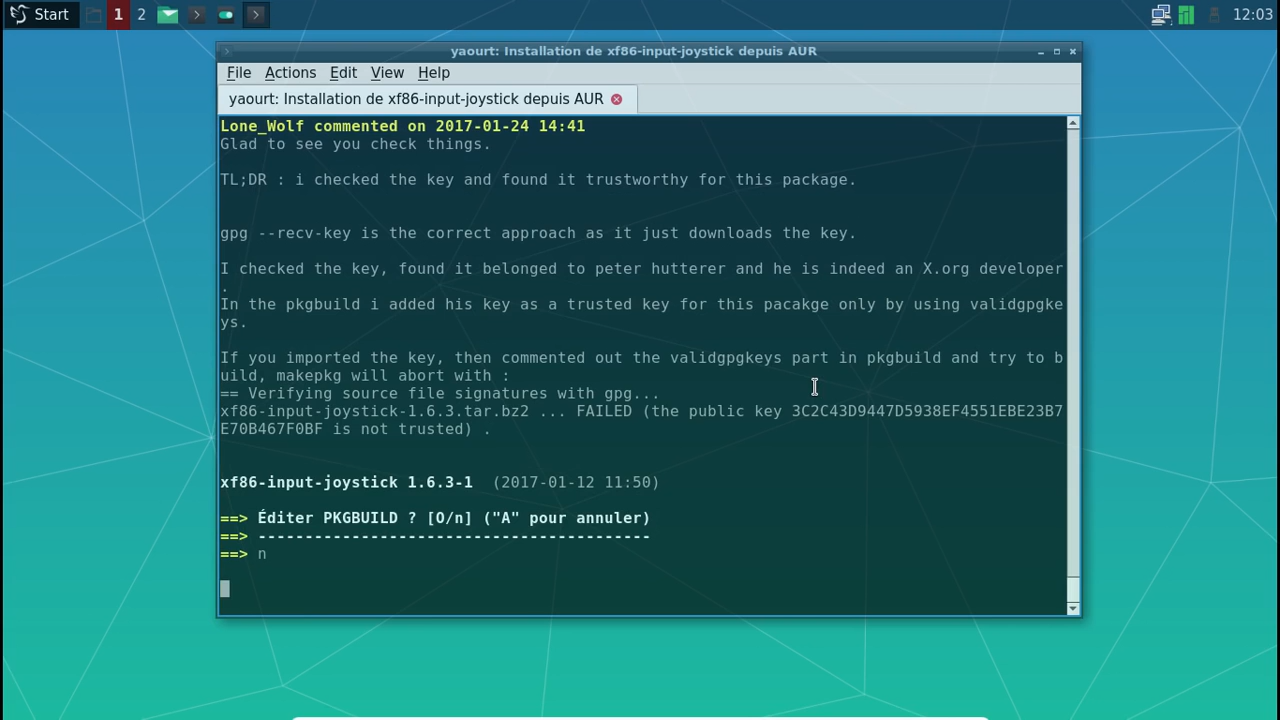 Start 1 2 12:03
yaourt: Installation de xf86-input-joystick depuis AUR
File Actions Edit View Help
yaourt: Installation de xf86-input-joystick depuis AUR
Lone_Wolf commented on 2017-01-24 14:41
Glad to see you check things.
TL;DR : i checked the key and found it trustworthy for this package.
gpg --recv-key is the correct approach as it just downloads the key.
I checked the key, found it belonged to peter hutterer and he is indeed an X.org developer
.
In the pkgbuild i added his key as a trusted key for this pacakge only by using validgpgke
ys.
If you imported the key, then commented out the validgpgkeys part in pkgbuild and try to b
uild, makepkg will abort with :
== Verifying source file signatures with gpg...
xf86-input-joystick-1.6.3.tar.bz2 ... FAILED (the public key 3C2C43D9447D5938EF4551EBE23B7
E70B467F0BF is not trusted) .
xf86-input-joystick 1.6.3-1 (2017-01-12 11:50)
==> Éditer PKGBUILD ? [O/n] ("A" pour annuler)
==> ------------------------------------------
==> n